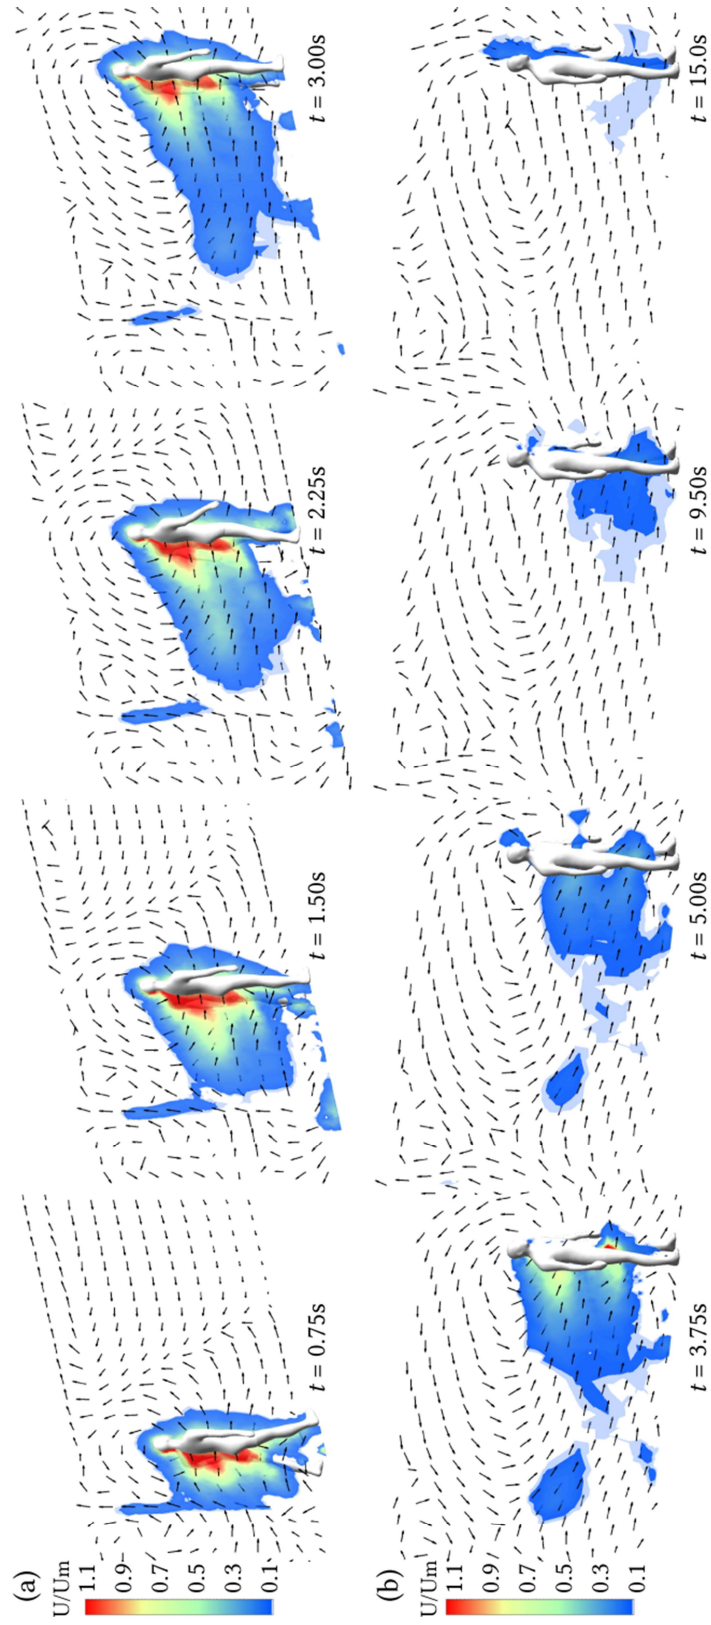 (a)
U/Um
1.1
0.9
0.7
0.5
0.3
0.1
t = 0.75s
t = 1.50s
t = 2.25s
t = 3.00s
(b)
U/Um
1.1
0.9
0.7
0.5
0.3
0.1
t = 3.75s
t = 5.00s
t = 9.50s
t = 15.0s